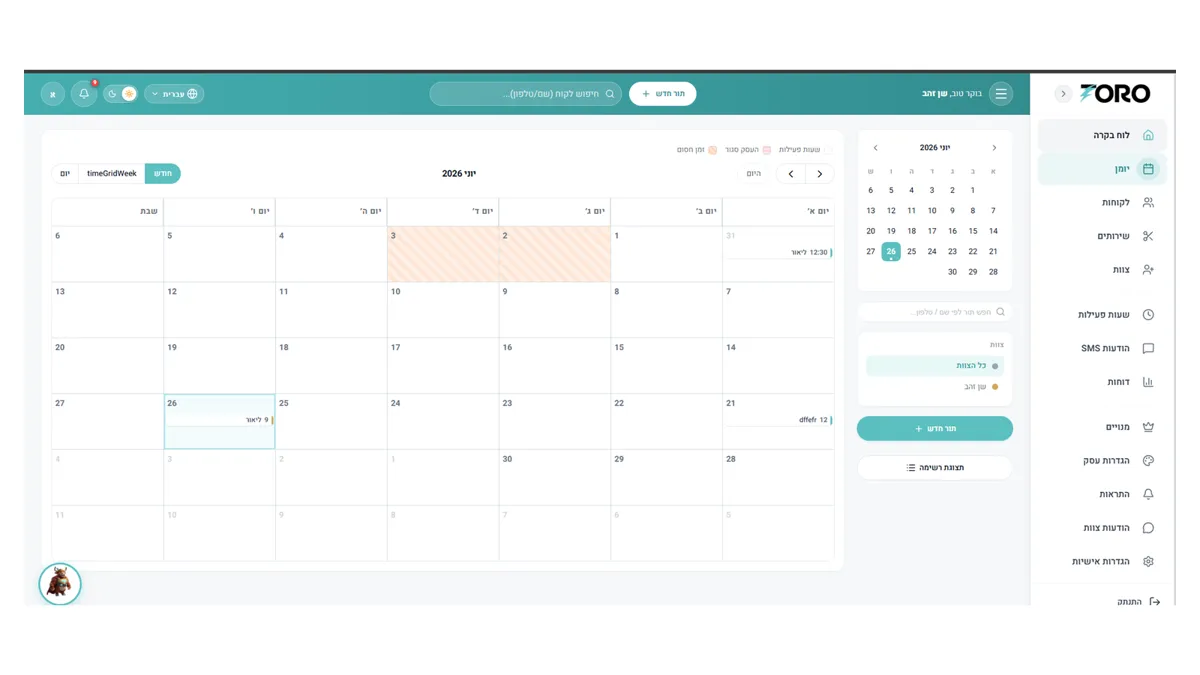 TORO
בוקר טוב, שן זהב
תור חדש +
חיפוש לקוח (שם/טלפון)...
עברית
א
לוח בקרה
יומן
לקוחות
שירותים
צוות
שעות פעילות
הודעות SMS
דוחות
מנויים
הגדרות עסק
התראות
הודעות צוות
הגדרות אישיות
התנתק
יוני 2026
א ב ג ד ה ו ש
1 2 3 4 5 6
7 8 9 10 11 12 13
14 15 16 17 18 19 20
21 22 23 24 25 26 27
28 29 30
חפש תור לפי שם / טלפון...
צוות
כל הצוות
שן זהב
תור חדש +
תצוגת רשימה
שעות פעילות
העסק סגור
זמן חסום
היום
יוני 2026
חודש
timeGridWeek
יום
יום א׳ יום ב׳ יום ג׳ יום ד׳ יום ה׳ יום ו׳ שבת
31 1 2 3 4 5 6
12:30 ליאור
7 8 9 10 11 12 13
14 15 16 17 18 19 20
21 22 23 24 25 26 27
12 dffefr
9 ליאור
28 29 30 1 2 3 4
5 6 7 8 9 10 11